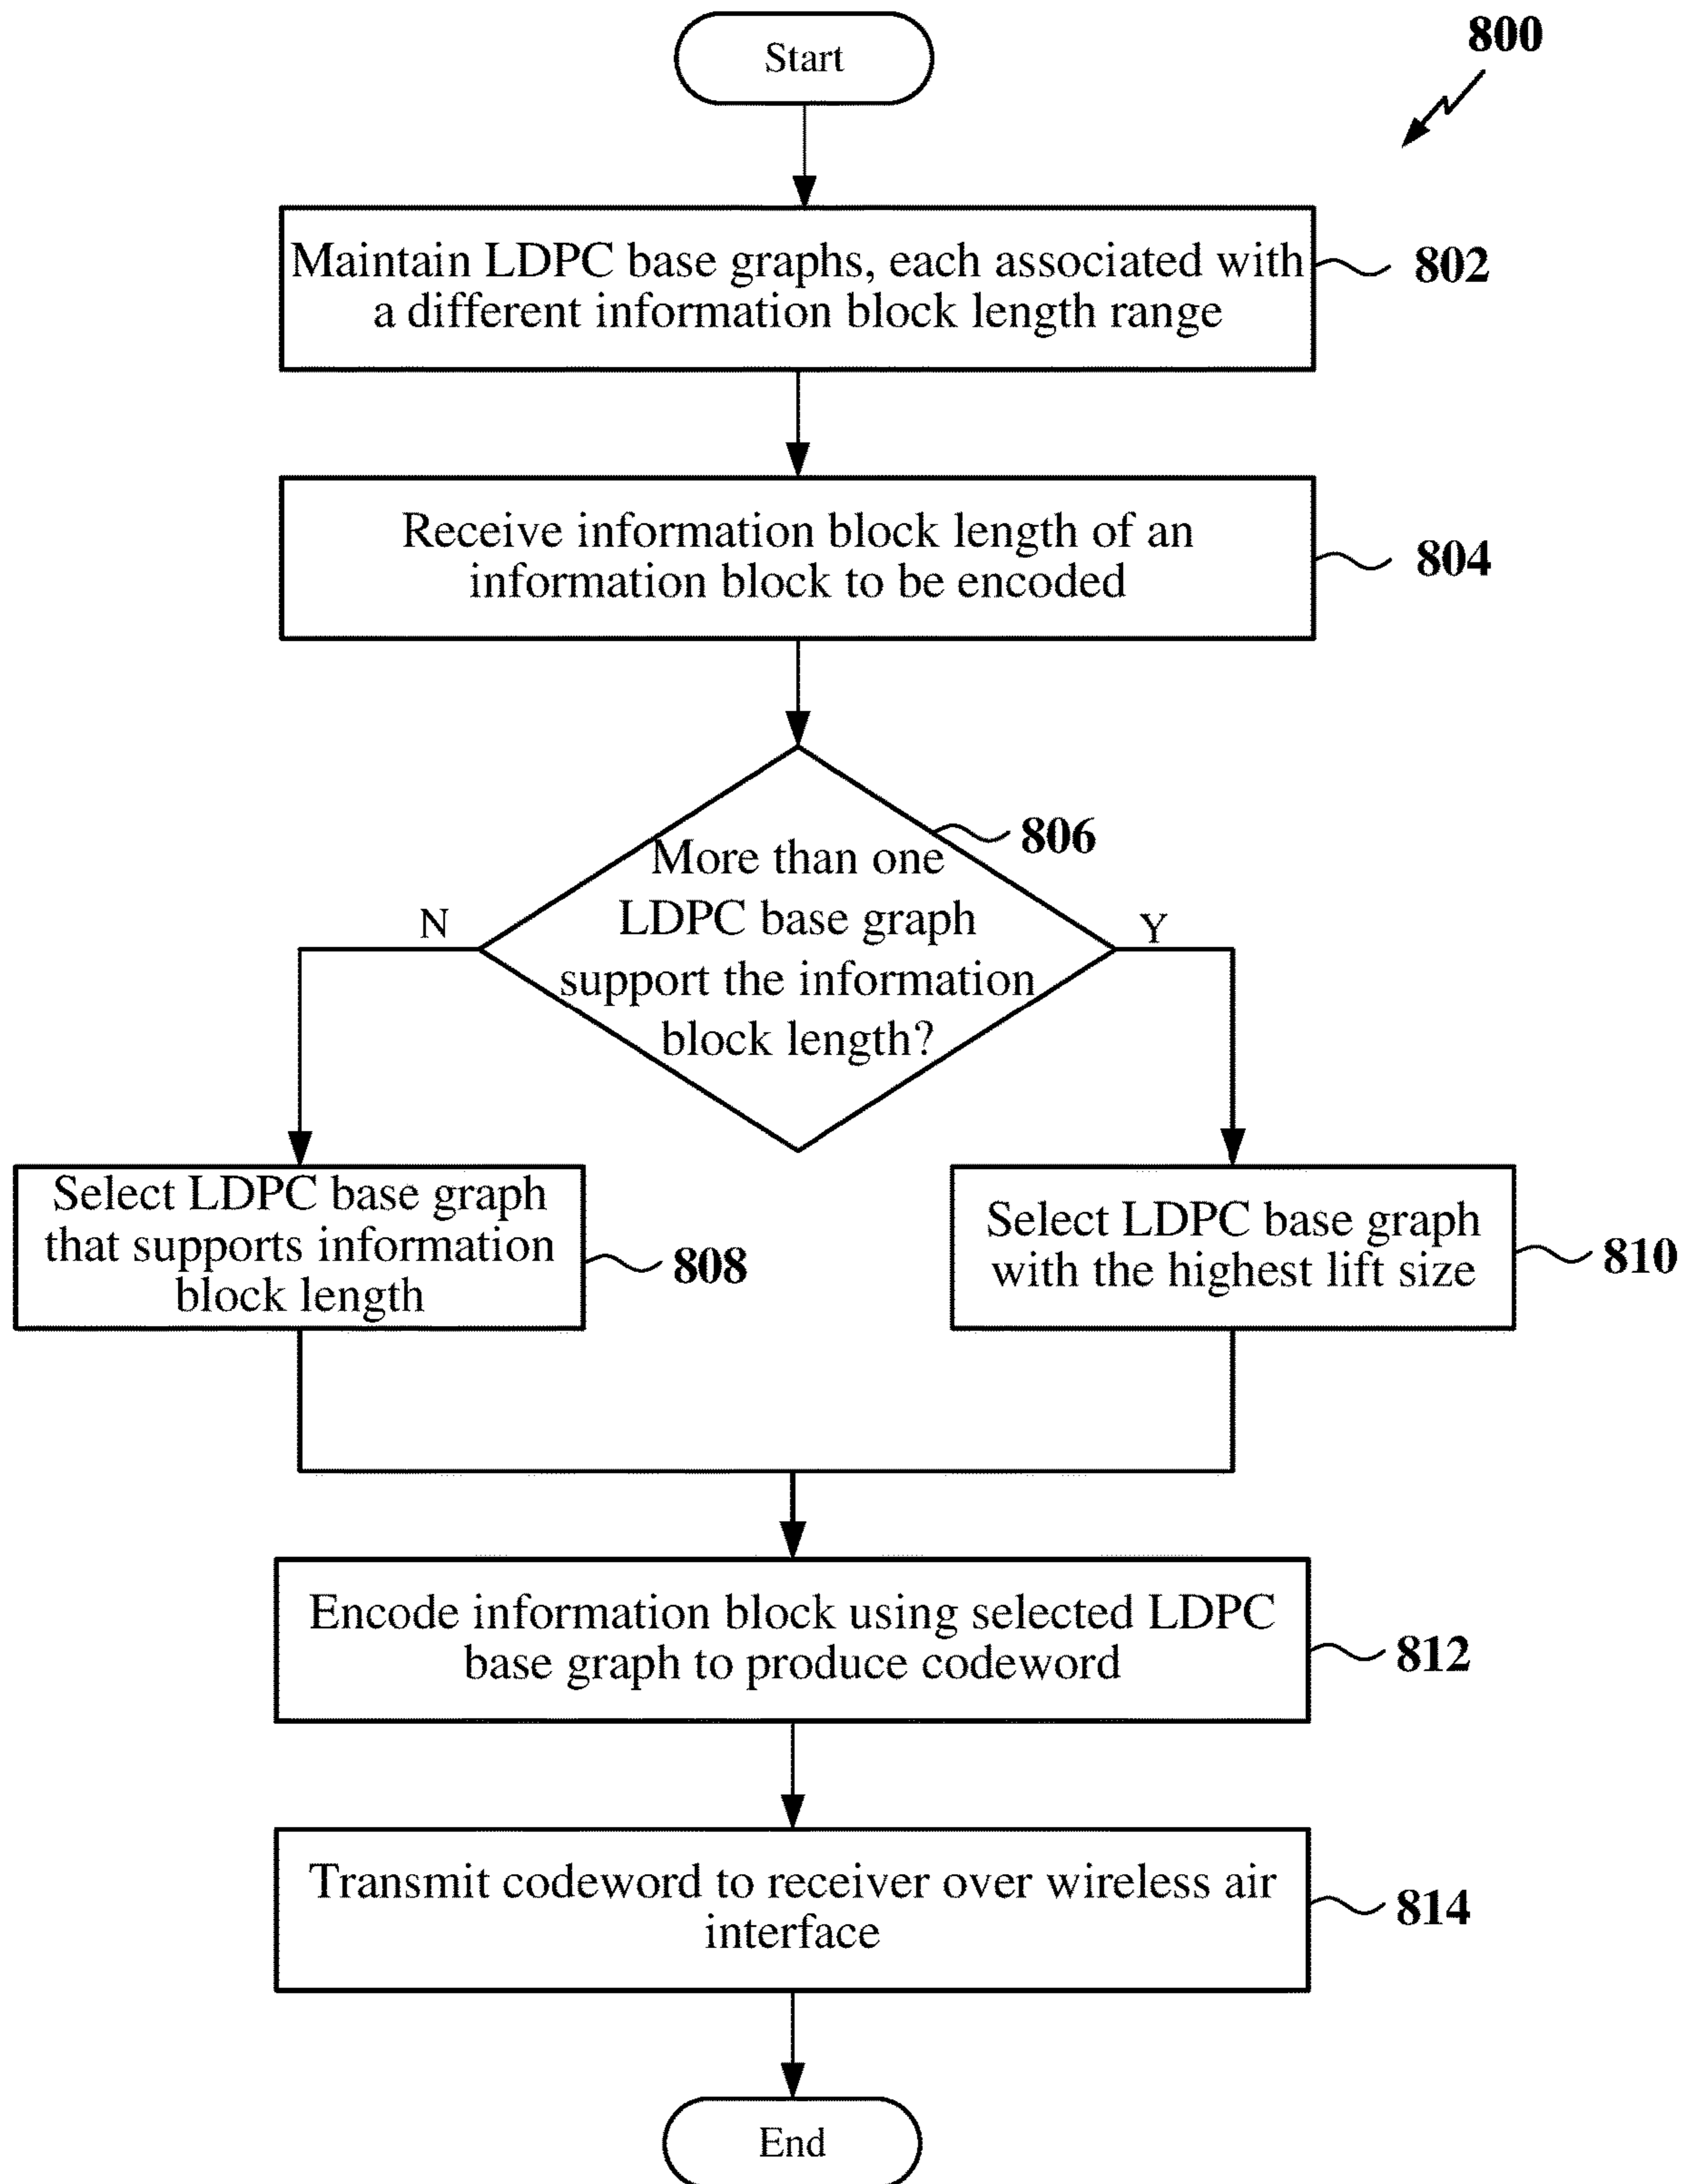 Start
800
Maintain LDPC base graphs, each associated with
a different information block length range
802
Receive information block length of an
information block to be encoded
804
806
More than one
LDPC base graph
support the information
block length?
N
Y
Select LDPC base graph
that supports information
block length
808
Select LDPC base graph
with the highest lift size
810
Encode information block using selected LDPC
base graph to produce codeword
812
Transmit codeword to receiver over wireless air
interface
814
End